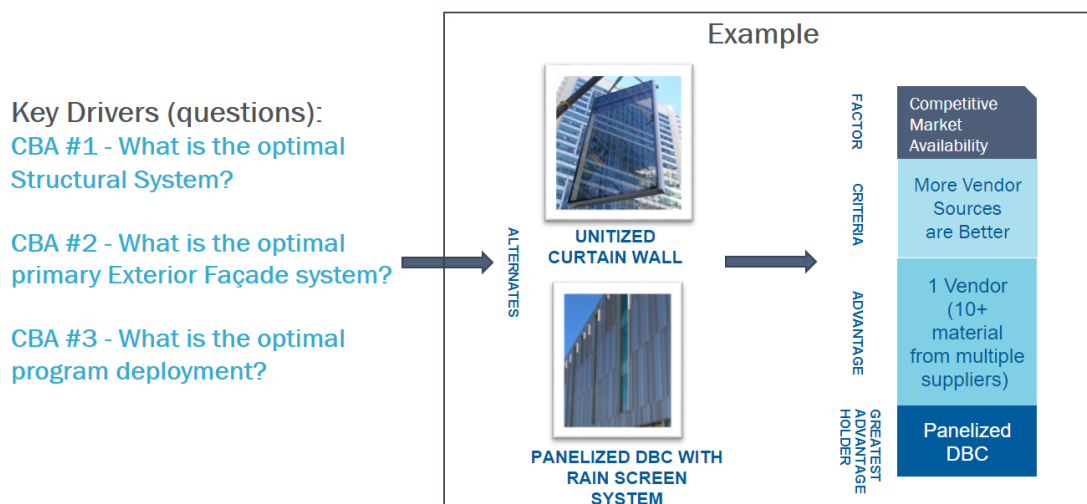 Example
Key Drivers (questions):
CBA #1 - What is the optimal
Structural System?
CBA #2 - What is the optimal
primary Exterior Façade system?
CBA #3 - What is the optimal
program deployment?
ALTERNATES
UNITIZED
CURTAIN WALL
PANELIZED DBC WITH
RAIN SCREEN
SYSTEM
FACTOR
Competitive
Market
Availability
CRITERIA
More Vendor
Sources
are Better
ADVANTAGE
1 Vendor
(10+
material
from multiple
suppliers)
GREATEST
ADVANTAGE
HOLDER
Panelized
DBC